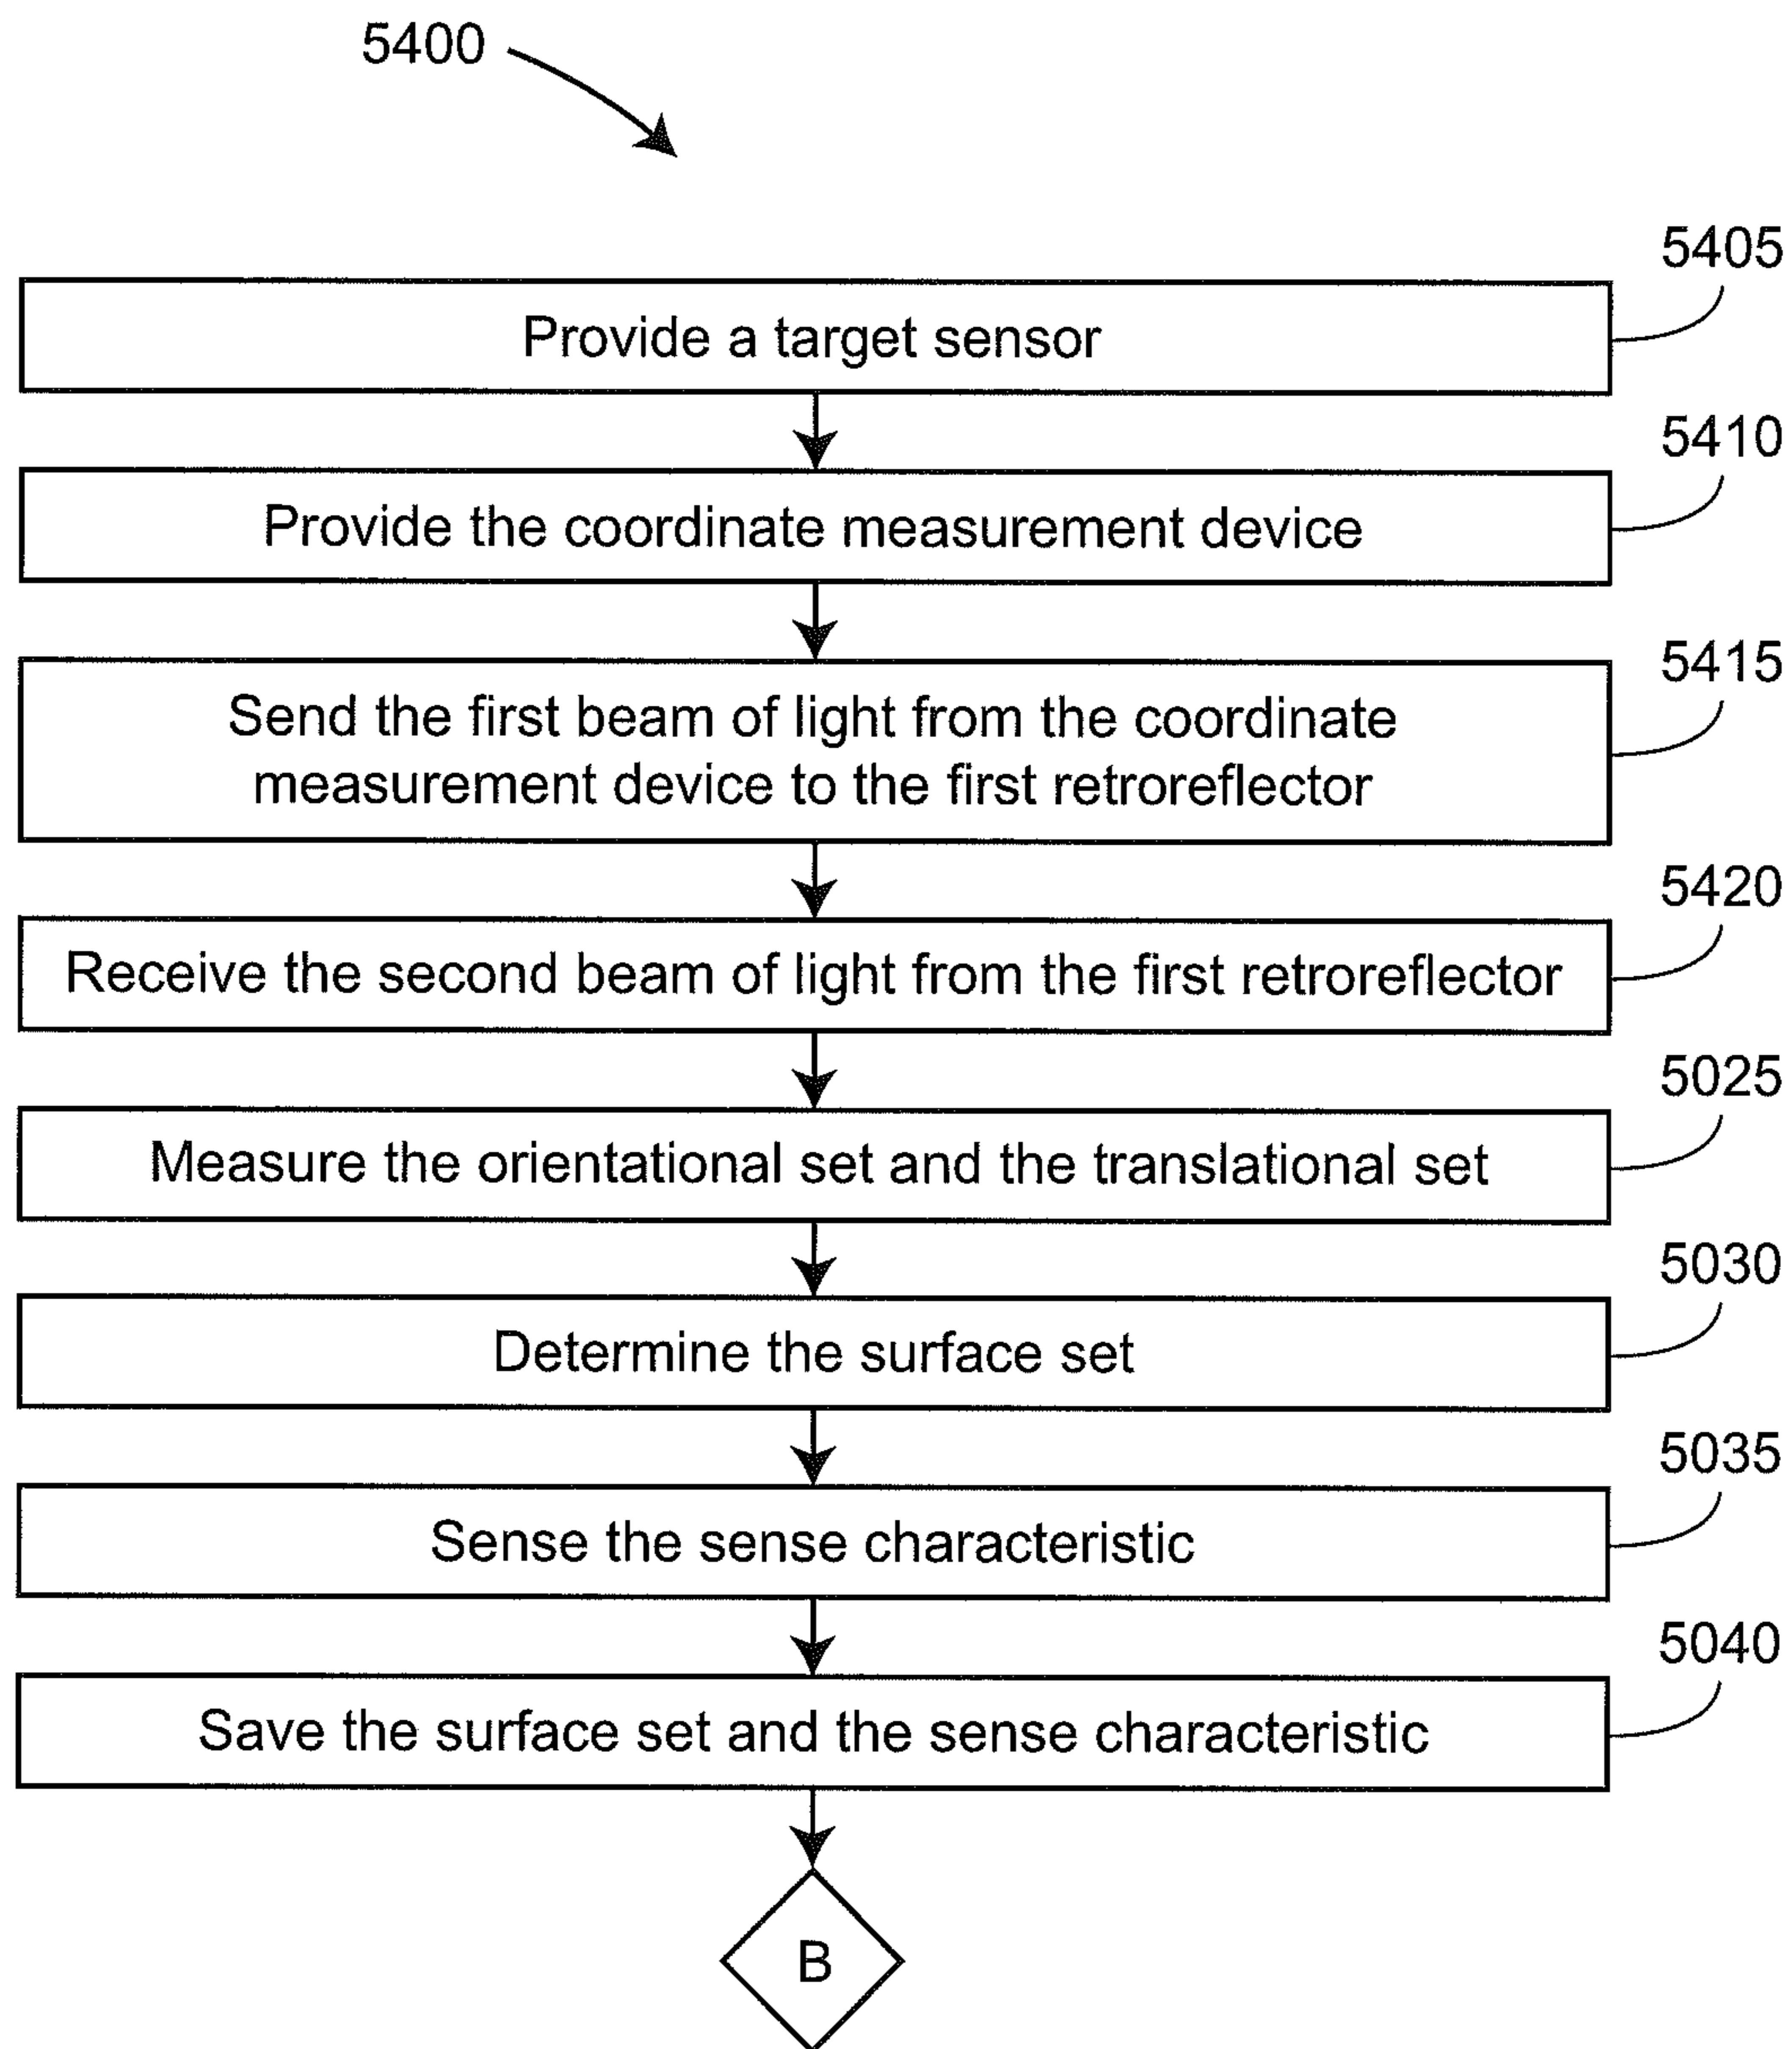 5400
5405
Provide a target sensor
5410
Provide the coordinate measurement device
5415
Send the first beam of light from the coordinate
measurement device to the first retroreflector
5420
Receive the second beam of light from the first retroreflector
5025
Measure the orientational set and the translational set
5030
Determine the surface set
5035
Sense the sense characteristic
5040
Save the surface set and the sense characteristic
B